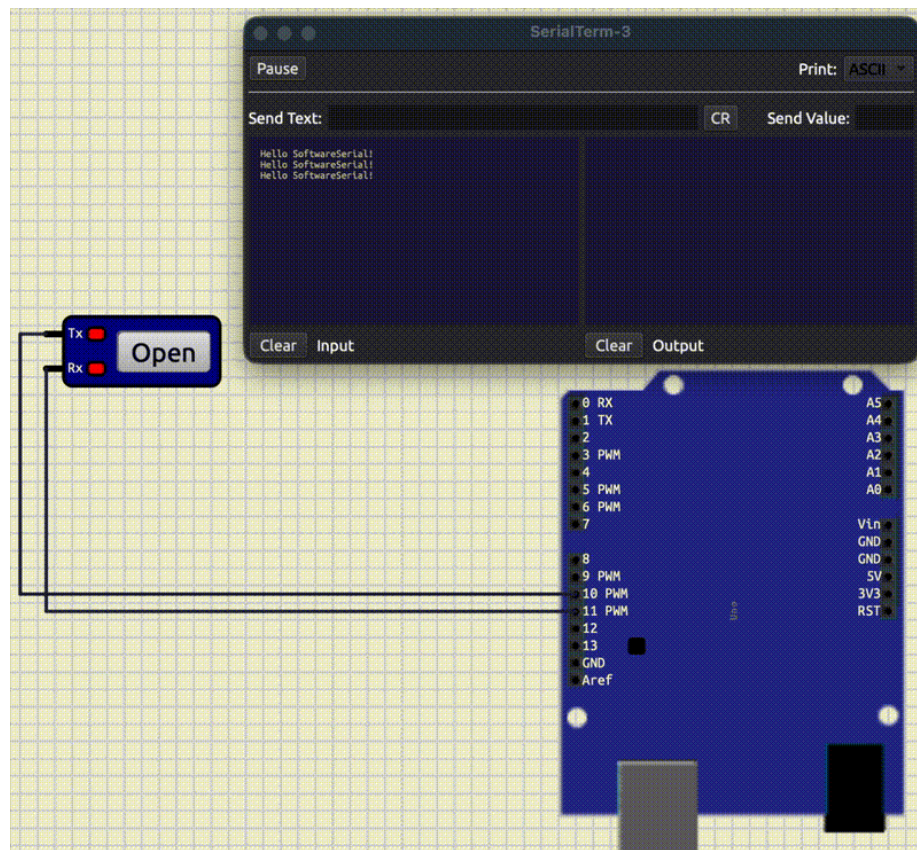 SerialTerm-3
Pause
Print: ASCII
Send Text:
CR
Send Value:
Hello SoftwareSerial!
Hello SoftwareSerial!
Hello SoftwareSerial!
Clear Input
Clear Output
Tx
Open
Rx
0 RX
1 TX
2
3 PWM
4
5 PWM
6 PWM
7
8
9 PWM
10 PWM
11 PWM
12
13
GND
Aref
A5
A4
A3
A2
A1
A0
Vin
GND
GND
5V
3V3
RST
Uno